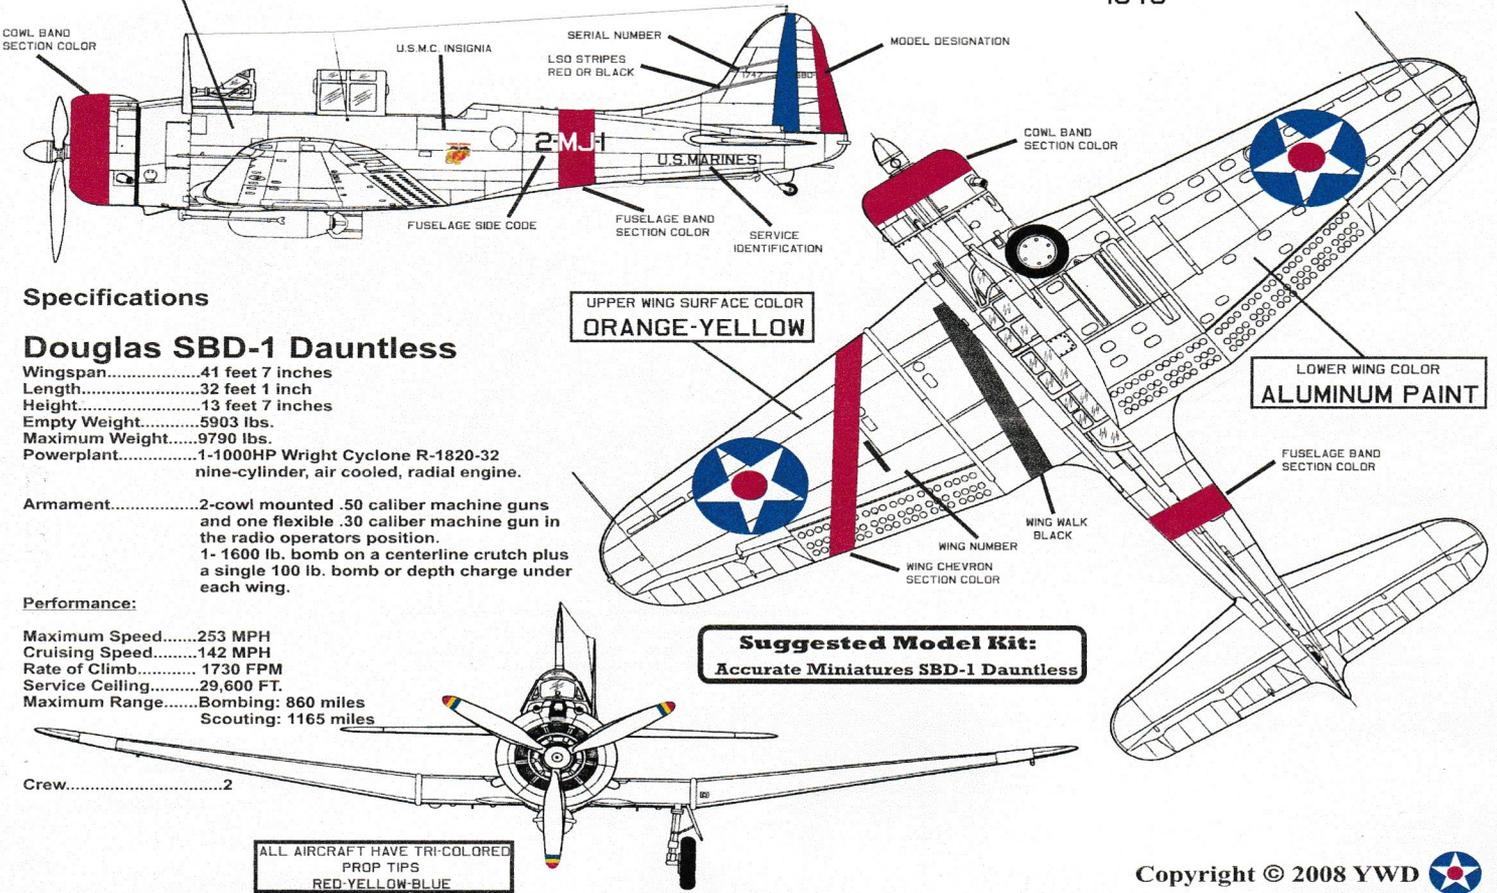 COWL BAND
SECTION COLOR
U.S.M.C. INSIGNIA
SERIAL NUMBER
LSO STRIPES
RED OR BLACK
MODEL DESIGNATION
1747
SBD-1
2-MJ-1
U.S.MARINES
FUSELAGE SIDE CODE
FUSELAGE BAND
SECTION COLOR
SERVICE
IDENTIFICATION
COWL BAND
SECTION COLOR
Specifications
Douglas SBD-1 Dauntless
Wingspan..................41 feet 7 inches
Length.......................32 feet 1 inch
Height........................13 feet 7 inches
Empty Weight...........5903 lbs.
Maximum Weight.....9790 lbs.
Powerplant...............1-1000HP Wright Cyclone R-1820-32
nine-cylinder, air cooled, radial engine.
Armament.................2-cowl mounted .50 caliber machine guns
and one flexible .30 caliber machine gun in
the radio operators position.
1- 1600 lb. bomb on a centerline crutch plus
a single 100 lb. bomb or depth charge under
each wing.
Performance:
Maximum Speed.......253 MPH
Cruising Speed.........142 MPH
Rate of Climb........... 1730 FPM
Service Ceiling.........29,600 FT.
Maximum Range.......Bombing: 860 miles
Scouting: 1165 miles
Crew..............................2
UPPER WING SURFACE COLOR
ORANGE-YELLOW
LOWER WING COLOR
ALUMINUM PAINT
FUSELAGE BAND
SECTION COLOR
WING WALK
BLACK
WING NUMBER
WING CHEVRON
SECTION COLOR
Suggested Model Kit:
Accurate Miniatures SBD-1 Dauntless
ALL AIRCRAFT HAVE TRI-COLORED
PROP TIPS
RED-YELLOW-BLUE
Copyright © 2008 YWD